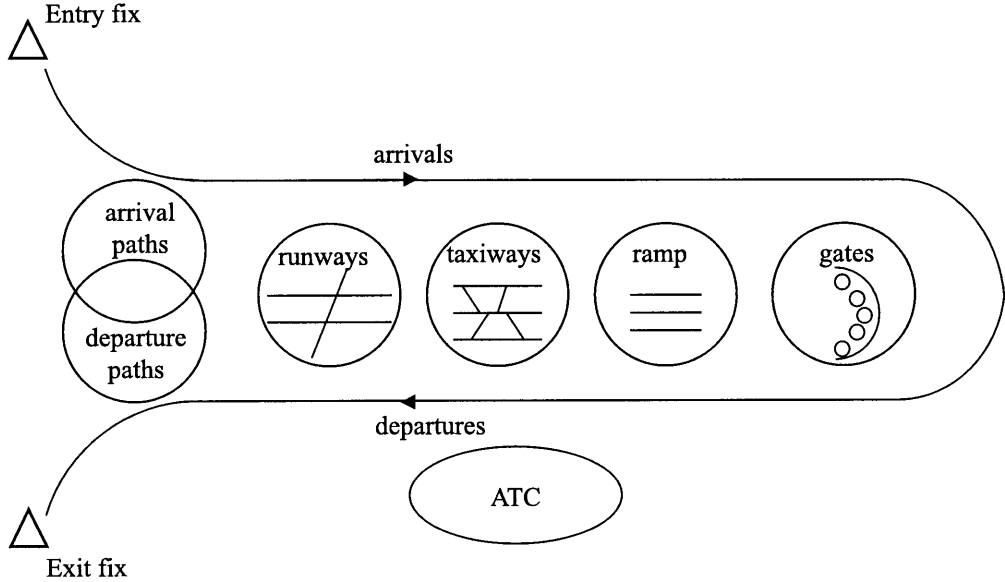 Entry fix
arrivals
arrival
paths
runways
taxiways
ramp
gates
departure
paths
departures
ATC
Exit fix